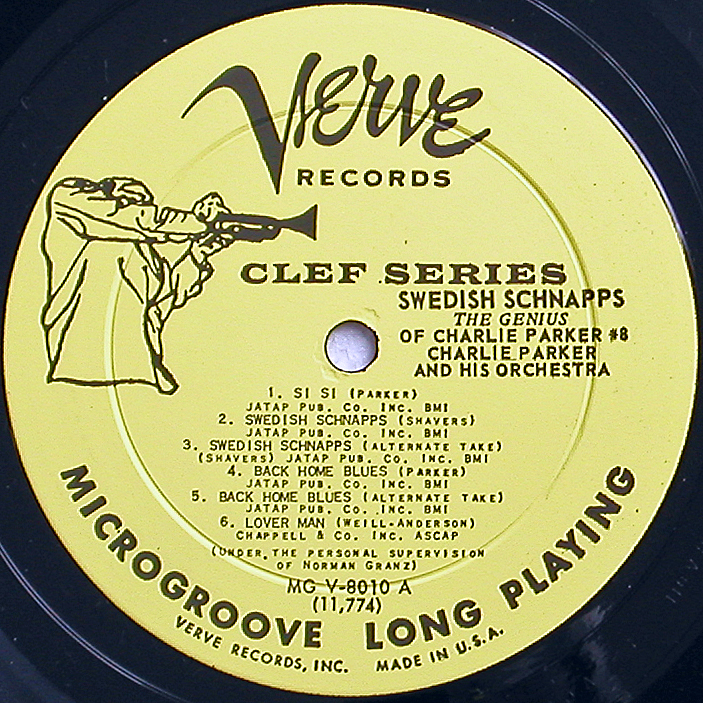 Verve
RECORDS
CLEF SERIES
SWEDISH SCHNAPPS
THE GENIUS
OF CHARLIE PARKER #8
CHARLIE PARKER
AND HIS ORCHESTRA
1. SI SI (PARKER)
JATAP PUB. CO. INC. BMI
2. SWEDISH SCHNAPPS (SHAVERS)
JATAP PUB. CO. INC. BMI
3. SWEDISH SCHNAPPS (ALTERNATE TAKE)
(SHAVERS) JATAP PUB. CO. INC. BMI
4. BACK HOME BLUES (PARKER)
JATAP PUB. CO. INC. BMI
5. BACK HOME BLUES (ALTERNATE TAKE)
JATAP PUB. CO. INC. BMI
6. LOVER MAN (WEILL-ANDERSON)
CHAPPELL & CO. INC. ASCAP
(UNDER THE PERSONAL SUPERVISION
OF NORMAN GRANZ)
MG V-8010 A
(11,774)
MICROGROOVE LONG PLAYING
VERVE RECORDS, INC. MADE IN U.S.A.